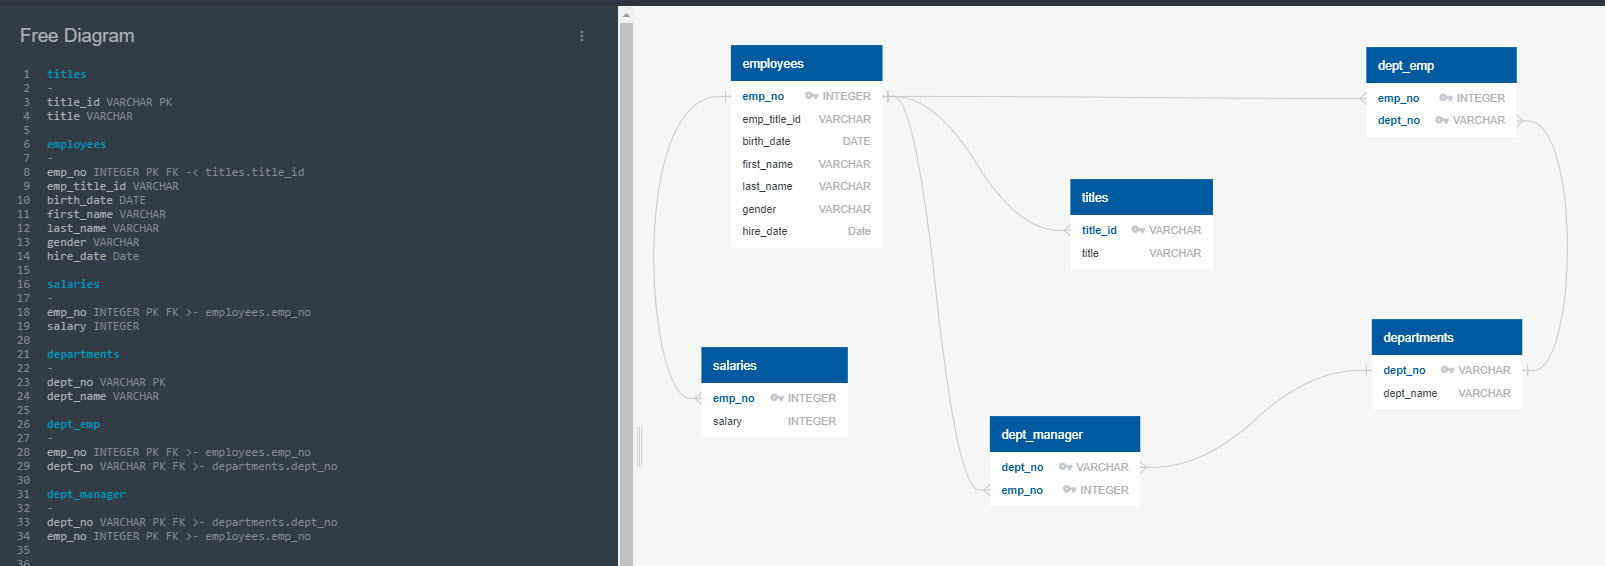 Free Diagram
1 titles
2 -
3 title_id VARCHAR PK
4 title VARCHAR
5
6 employees
7 -
8 emp_no INTEGER PK FK -< titles.title_id
9 emp_title_id VARCHAR
10 birth_date DATE
11 first_name VARCHAR
12 last_name VARCHAR
13 gender VARCHAR
14 hire_date Date
15
16 salaries
17 -
18 emp_no INTEGER PK FK >- employees.emp_no
19 salary INTEGER
20
21 departments
22 -
23 dept_no VARCHAR PK
24 dept_name VARCHAR
25
26 dept_emp
27 -
28 emp_no INTEGER PK FK >- employees.emp_no
29 dept_no VARCHAR PK FK >- departments.dept_no
30
31 dept_manager
32 -
33 dept_no VARCHAR PK FK >- departments.dept_no
34 emp_no INTEGER PK FK >- employees.emp_no
35
36
employees
emp_no INTEGER
emp_title_id VARCHAR
birth_date DATE
first_name VARCHAR
last_name VARCHAR
gender VARCHAR
hire_date Date
dept_emp
emp_no INTEGER
dept_no VARCHAR
titles
title_id VARCHAR
title VARCHAR
departments
dept_no VARCHAR
dept_name VARCHAR
salaries
emp_no INTEGER
salary INTEGER
dept_manager
dept_no VARCHAR
emp_no INTEGER